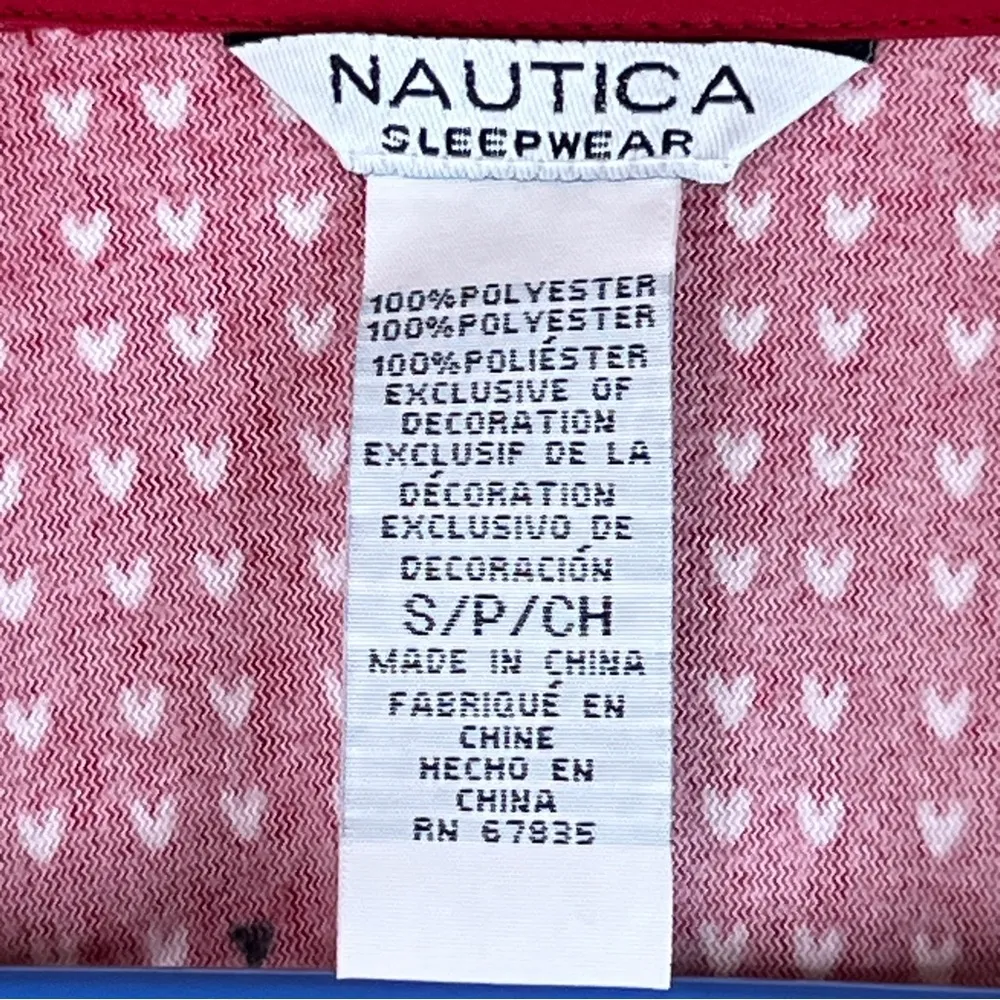 NAUTICA
SLEEPWEAR
100%POLYESTER
100%POLYÉSTER
100%POLIÉSTER
EXCLUSIVE OF
DECORATION
EXCLUSIF DE LA
DÉCORATION
EXCLUSIVO DE
DECORACIÓN
S/P/CH
MADE IN CHINA
FABRIQUÉ EN
CHINE
HECHO EN
CHINA
RN 67835